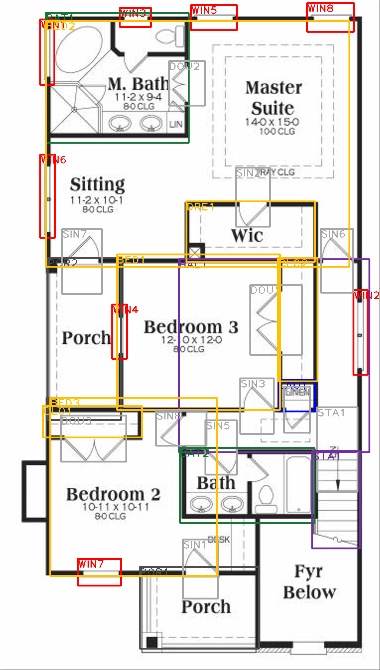 WIN3
WIN5
WIN8
DOU2
M. Bath
11-2 x 9-4
8-0 CLG
LIN
Master
Suite
14-0 x 15-0
10-0 CLG
TRAY CLG
WIN6
Sitting
11-2 x 10-1
8-0 CLG
SIN7
SIN2
DRE1
Wic
SIN6
BED1
WIN2
WIN4
Porch
Bedroom 3
12-10 x 12-0
8-0 CLG
DOU1
BED3
SIN3
LINEN
STA1
SIN5
Bath
STA1
Bedroom 2
10-11 x 10-11
8-0 CLG
SIN1
DESK
WIN7
Porch
Fyr
Below